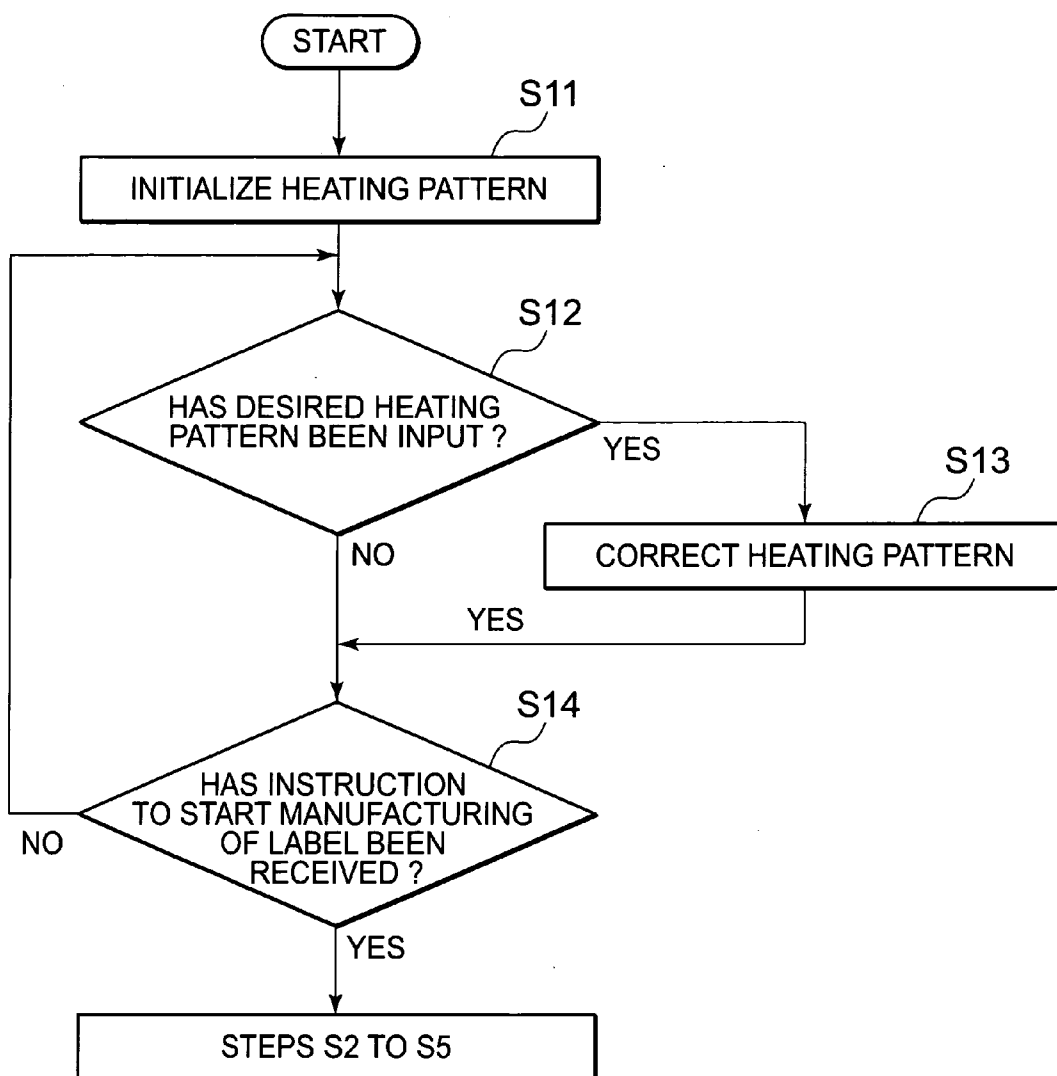 START
S11
INITIALIZE HEATING PATTERN
S12
HAS DESIRED HEATING
PATTERN BEEN INPUT ?
YES
S13
NO
CORRECT HEATING PATTERN
YES
S14
HAS INSTRUCTION
TO START MANUFACTURING
OF LABEL BEEN
RECEIVED ?
NO
YES
STEPS S2 TO S5